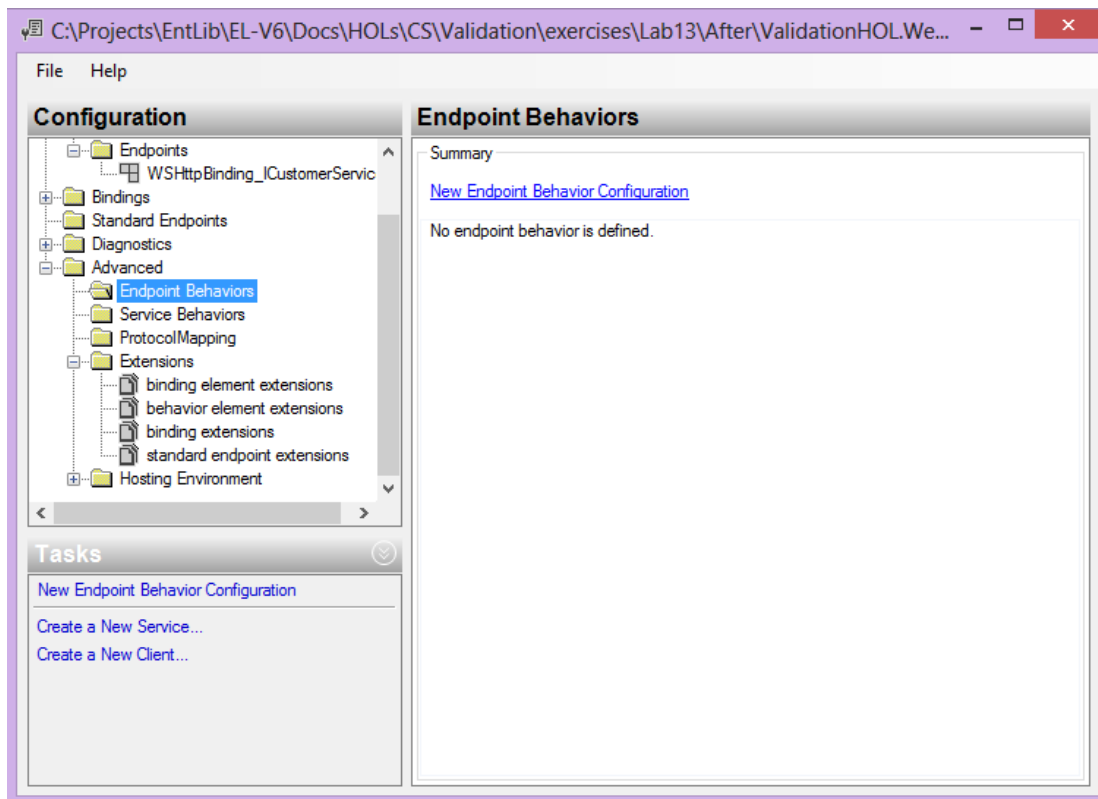 C:\Projects\EntLib\EL-V6\Docs\HOLs\CS\Validation\exercises\Lab13\After\ValidationHOL.We...
File Help
Configuration
Endpoints
WSHttpBinding_ICustomerServic
Bindings
Standard Endpoints
Diagnostics
Advanced
Endpoint Behaviors
Service Behaviors
ProtocolMapping
Extensions
binding element extensions
behavior element extensions
binding extensions
standard endpoint extensions
Hosting Environment
Tasks
New Endpoint Behavior Configuration
Create a New Service...
Create a New Client...
Endpoint Behaviors
Summary
New Endpoint Behavior Configuration
No endpoint behavior is defined.